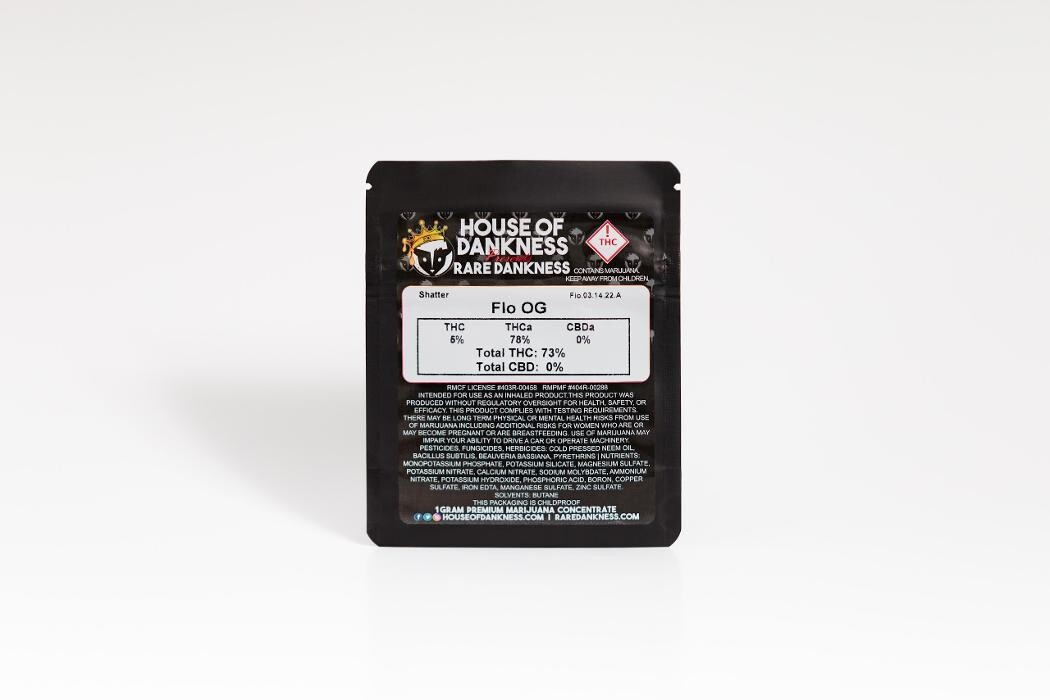 HOUSE OF
DANKNESS
Presents
RARE DANKNESS
! THC
CONTAINS MARIJUANA.
KEEP AWAY FROM CHILDREN.
Shatter Flo.03.14.22.A
Flo OG
THC THCa CBDa
5% 78% 0%
Total THC: 73%
Total CBD: 0%
RMCF LICENSE #403R-00458 RMPMF #404R-00288
INTENDED FOR USE AS AN INHALED PRODUCT.THIS PRODUCT WAS
PRODUCED WITHOUT REGULATORY OVERSIGHT FOR HEALTH, SAFETY, OR
EFFICACY. THIS PRODUCT COMPLIES WITH TESTING REQUIREMENTS.
THERE MAY BE LONG TERM PHYSICAL OR MENTAL HEALTH RISKS FROM USE
OF MARIJUANA INCLUDING ADDITIONAL RISKS FOR WOMEN WHO ARE OR
MAY BECOME PREGNANT OR ARE BREASTFEEDING. USE OF MARIJUANA MAY
IMPAIR YOUR ABILITY TO DRIVE A CAR OR OPERATE MACHINERY.
PESTICIDES, FUNGICIDES, HERBICIDES: COLD PRESSED NEEM OIL,
BACILLUS SUBTILIS, BEAUVERIA BASSIANA, PYRETHRINS | NUTRIENTS:
MONOPOTASSIUM PHOSPHATE, POTASSIUM SILICATE, MAGNESIUM SULFATE,
POTASSIUM NITRATE, CALCIUM NITRATE, SODIUM MOLYBDATE, AMMONIUM
NITRATE, POTASSIUM HYDROXIDE, PHOSPHORIC ACID, BORON, COPPER
SULFATE, IRON EDTA, MANGANESE SULFATE, ZINC SULFATE.
SOLVENTS: BUTANE
THIS PACKAGING IS CHILDPROOF
1 GRAM PREMIUM MARIJUANA CONCENTRATE
HOUSEOFDANKNESS.COM | RAREDANKNESS.COM